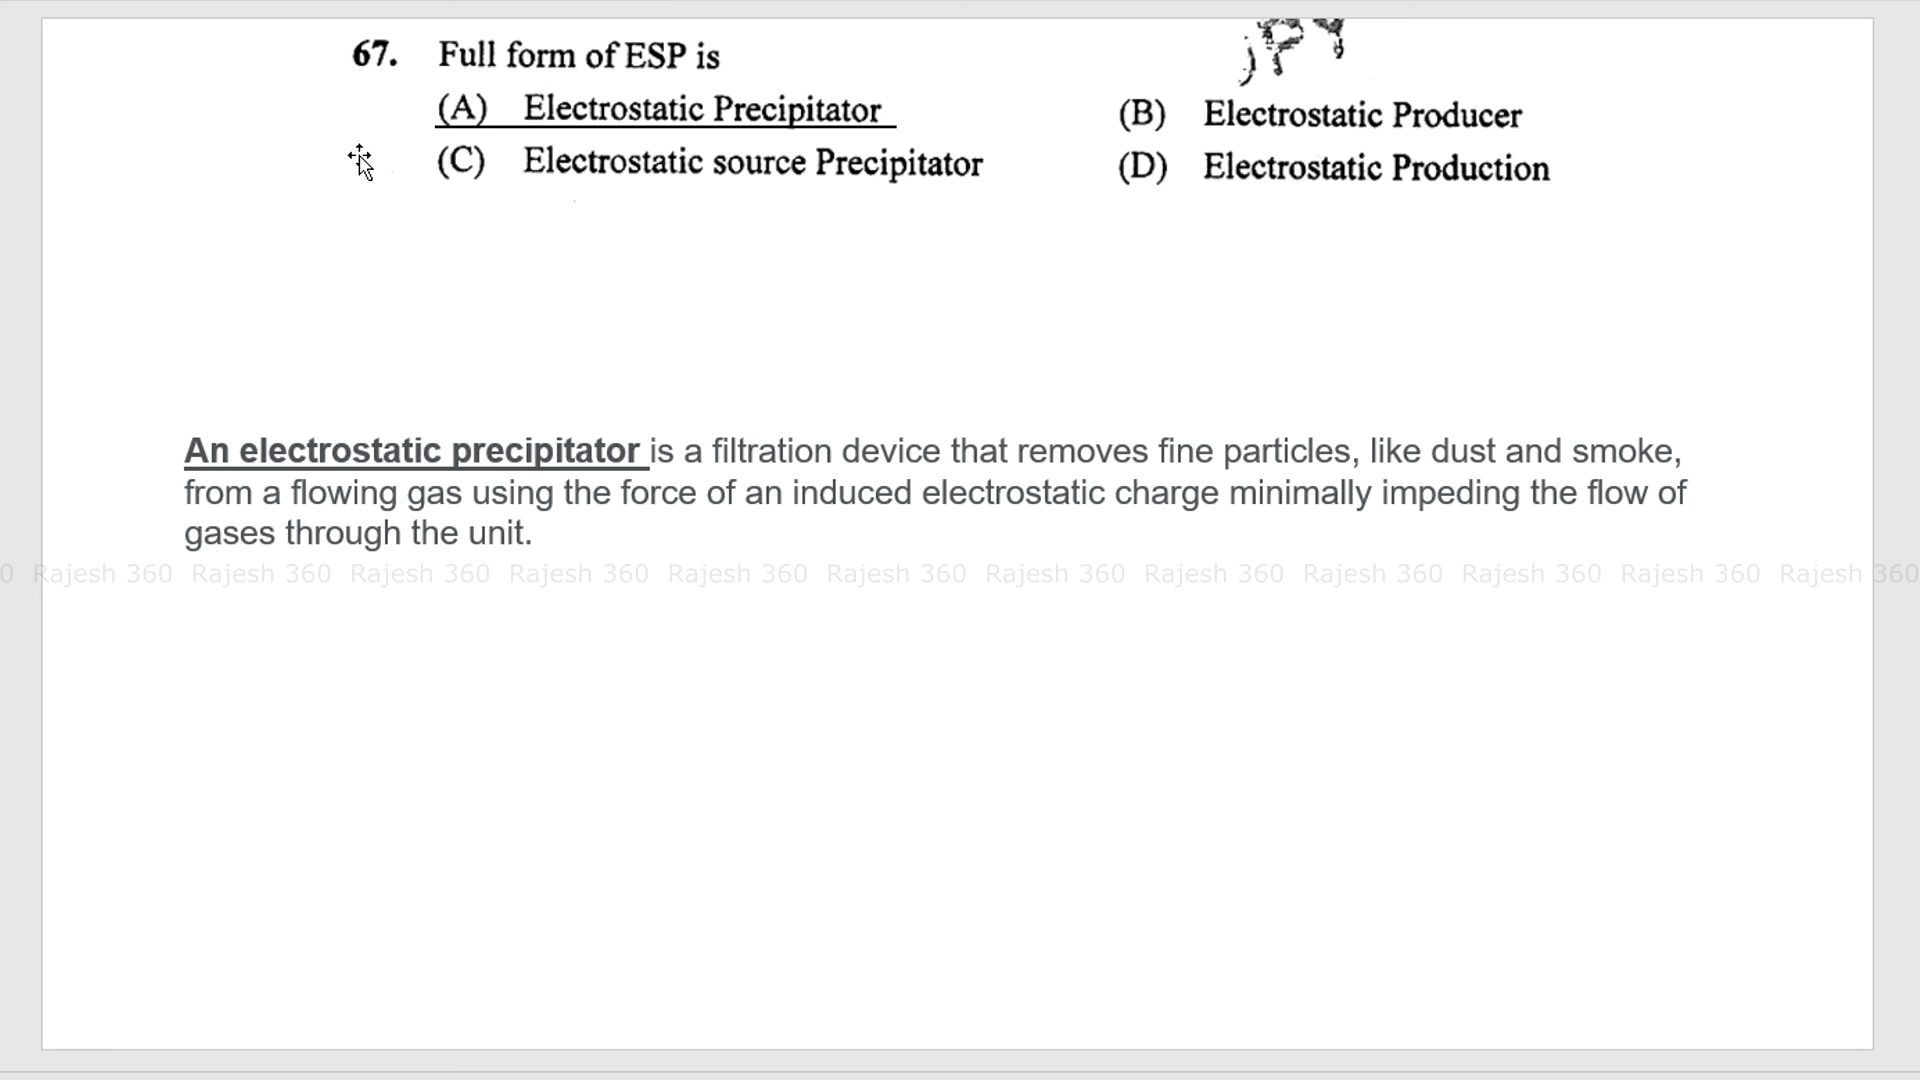 67. Full form of ESP is
(A) Electrostatic Precipitator (B) Electrostatic Producer
(C) Electrostatic source Precipitator (D) Electrostatic Production
An electrostatic precipitator is a filtration device that removes fine particles, like dust and smoke,
from a flowing gas using the force of an induced electrostatic charge minimally impeding the flow of
gases through the unit.
0 Rajesh 360 Rajesh 360 Rajesh 360 Rajesh 360 Rajesh 360 Rajesh 360 Rajesh 360 Rajesh 360 Rajesh 360 Rajesh 360 Rajesh 360 Rajesh 360